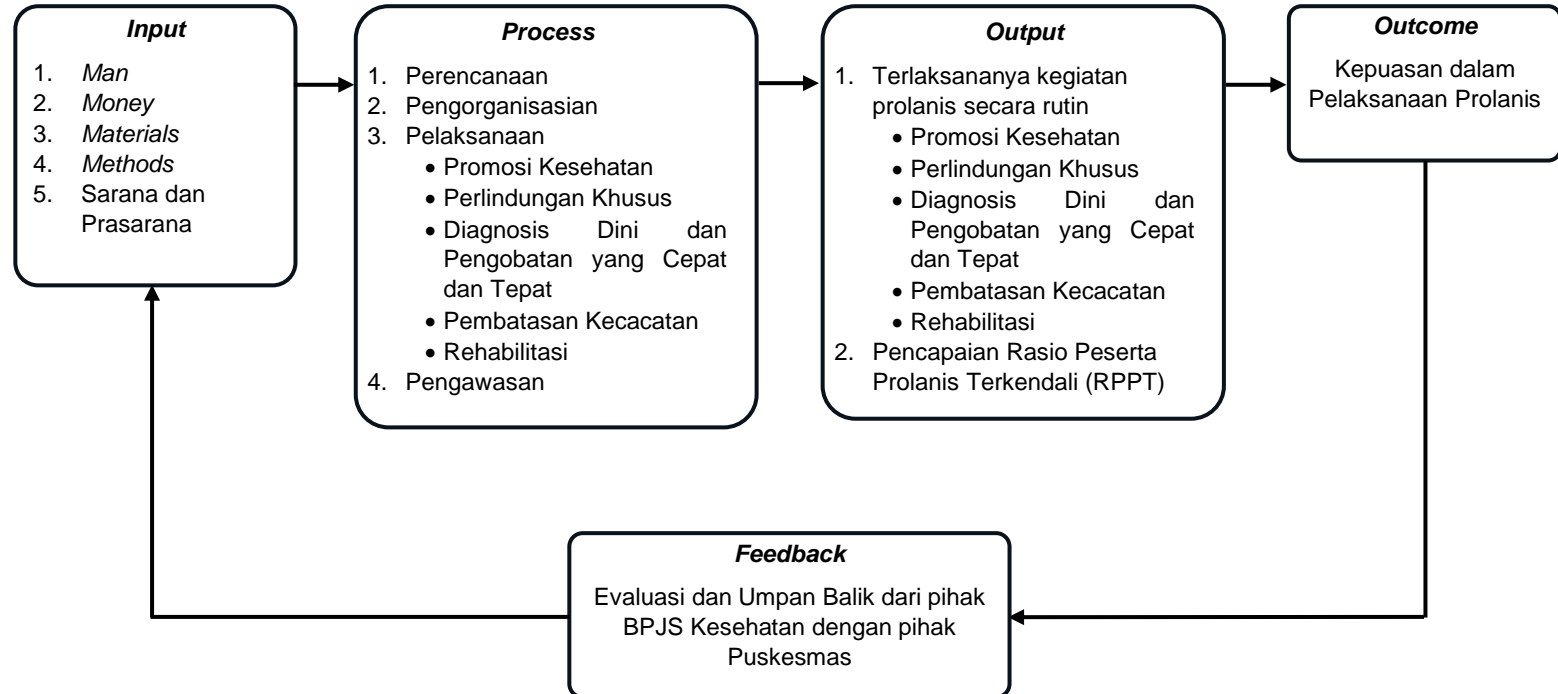 Input
1. Man
2. Money
3. Materials
4. Methods
5. Sarana dan
Prasarana
Process
1. Perencanaan
2. Pengorganisasian
3. Pelaksanaan
• Promosi Kesehatan
• Perlindungan Khusus
• Diagnosis Dini dan
Pengobatan yang Cepat
dan Tepat
• Pembatasan Kecacatan
• Rehabilitasi
4. Pengawasan
Output
1. Terlaksananya kegiatan
prolanis secara rutin
• Promosi Kesehatan
• Perlindungan Khusus
• Diagnosis Dini dan
Pengobatan yang Cepat
dan Tepat
• Pembatasan Kecacatan
• Rehabilitasi
2. Pencapaian Rasio Peserta
Prolanis Terkendali (RPPT)
Outcome
Kepuasan dalam
Pelaksanaan Prolanis
Feedback
Evaluasi dan Umpan Balik dari pihak
BPJS Kesehatan dengan pihak
Puskesmas